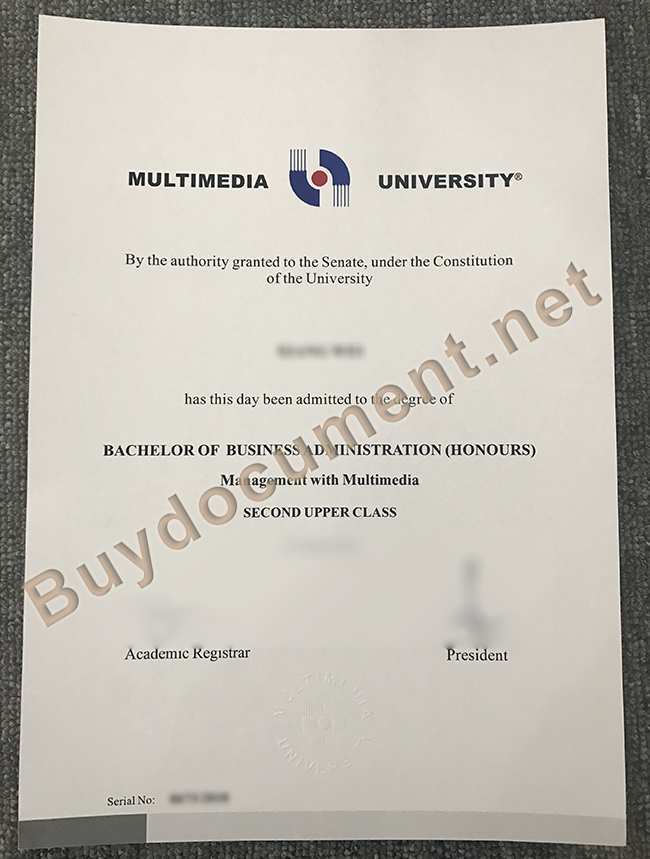 MULTIMEDIA UNIVERSITY®
By the authority granted to the Senate, under the Constitution
of the University
has this day been admitted to the degree of
BACHELOR OF BUSINESS ADMINISTRATION (HONOURS)
Management with Multimedia
SECOND UPPER CLASS
Buydocument.net
Academic Registrar President
MULTIMEDIA
UNIVERS
Serial No: